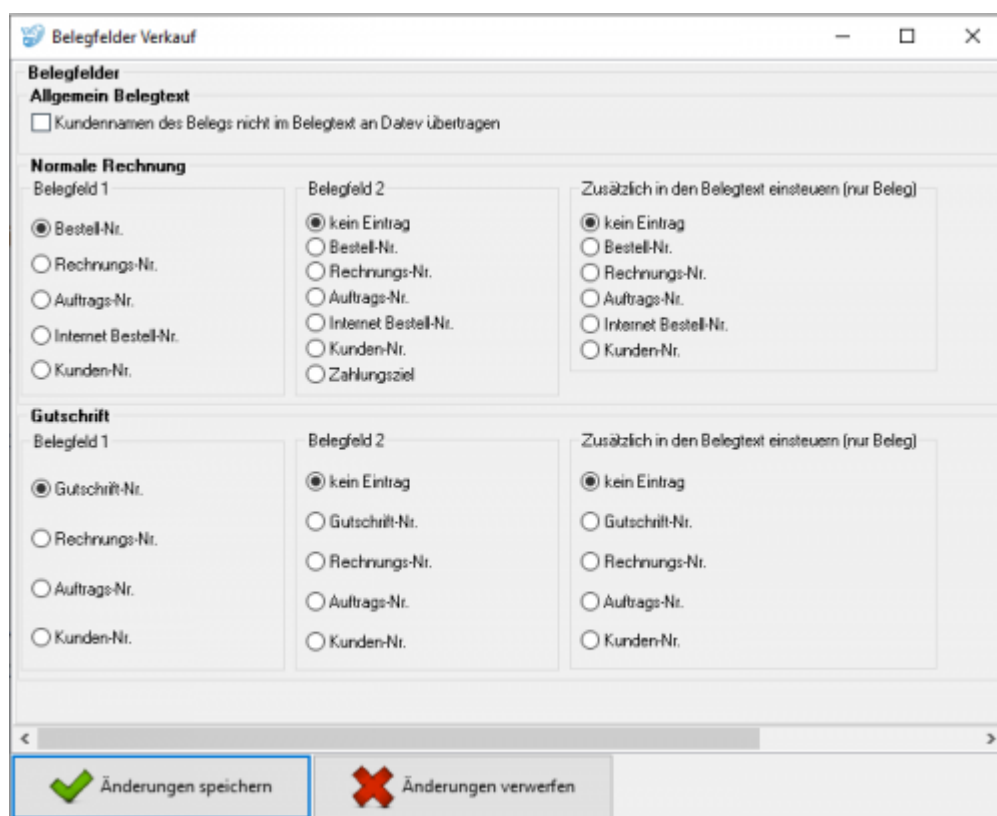 Belegfelder Verkauf
Belegfelder
Allgemein Belegtext
Kundennamen des Belegs nicht im Belegtext an Datev übertragen
Normale Rechnung
Belegfeld 1
Bestell-Nr.
Rechnungs-Nr.
Auftrags-Nr.
Internet Bestell-Nr.
Kunden-Nr.
Belegfeld 2
kein Eintrag
Bestell-Nr.
Rechnungs-Nr.
Auftrags-Nr.
Internet Bestell-Nr.
Kunden-Nr.
Zahlungsziel
Zusätzlich in den Belegtext einsteuern (nur Beleg)
kein Eintrag
Bestell-Nr.
Rechnungs-Nr.
Auftrags-Nr.
Internet Bestell-Nr.
Kunden-Nr.
Gutschrift
Belegfeld 1
Gutschrift-Nr.
Rechnungs-Nr.
Auftrags-Nr.
Kunden-Nr.
Belegfeld 2
kein Eintrag
Gutschrift-Nr.
Rechnungs-Nr.
Auftrags-Nr.
Kunden-Nr.
Zusätzlich in den Belegtext einsteuern (nur Beleg)
kein Eintrag
Gutschrift-Nr.
Rechnungs-Nr.
Auftrags-Nr.
Kunden-Nr.
Änderungen speichern
Änderungen verwerfen